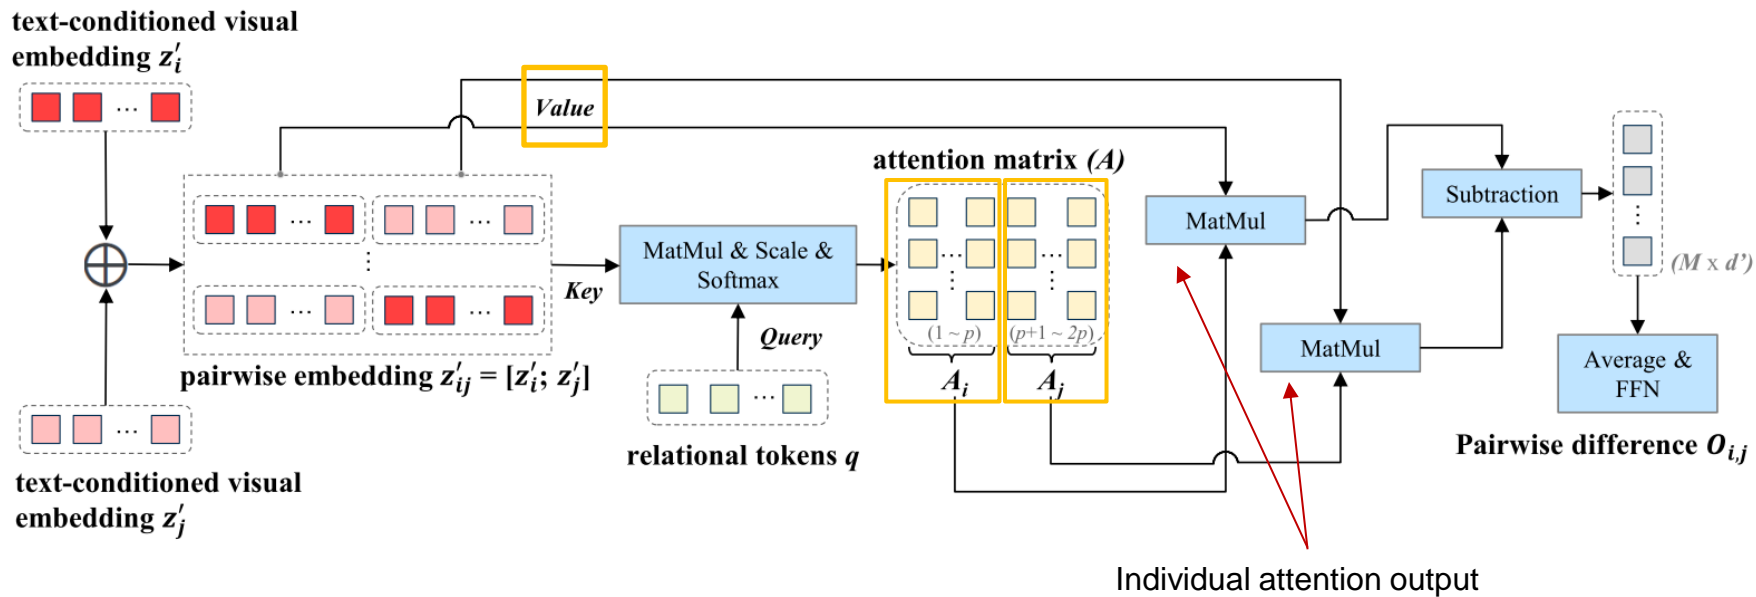 text-conditioned visual
embedding z′i
Value
attention matrix (A)
MatMul & Scale &
Softmax
Key
Query
(1 ~ p)
(p+1 ~ 2p)
Ai
Aj
pairwise embedding z′ij = [z′i; z′j]
relational tokens q
text-conditioned visual
embedding z′j
MatMul
MatMul
Subtraction
(M x d’)
Average &
FFN
Pairwise difference Oi,j
Individual attention output